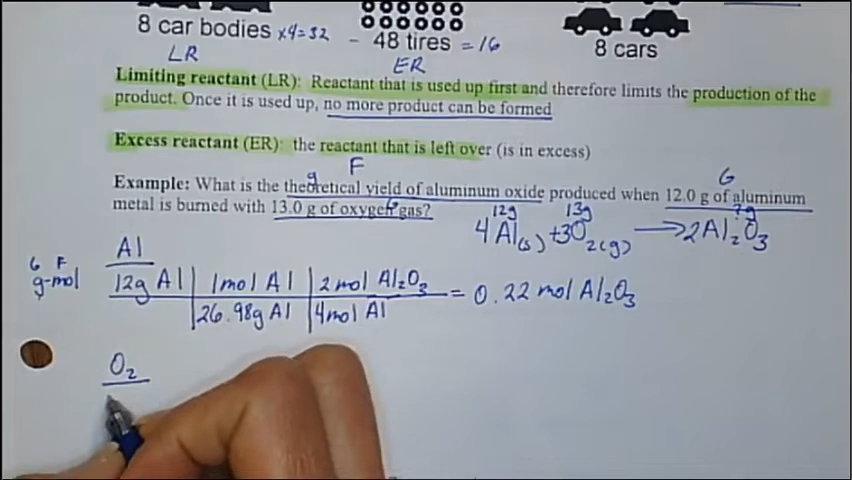 8 car bodies ×4=32 - 48 tires =16 8 cars
LR ER
Limiting reactant (LR): Reactant that is used up first and therefore limits the production of the
product. Once it is used up, no more product can be formed
Excess reactant (ER): the reactant that is left over (is in excess)
g F G
Example: What is the theoretical yield of aluminum oxide produced when 12.0 g of aluminum
metal is burned with 13.0 g of oxygen gas?
12g 13g ?g
4Al(s) + 3O2(g) → 2Al2O3
Al
G F
g-mol 12g Al 1mol Al 2mol Al2O3 = 0.22 mol Al2O3
26.98g Al 4mol Al
O2